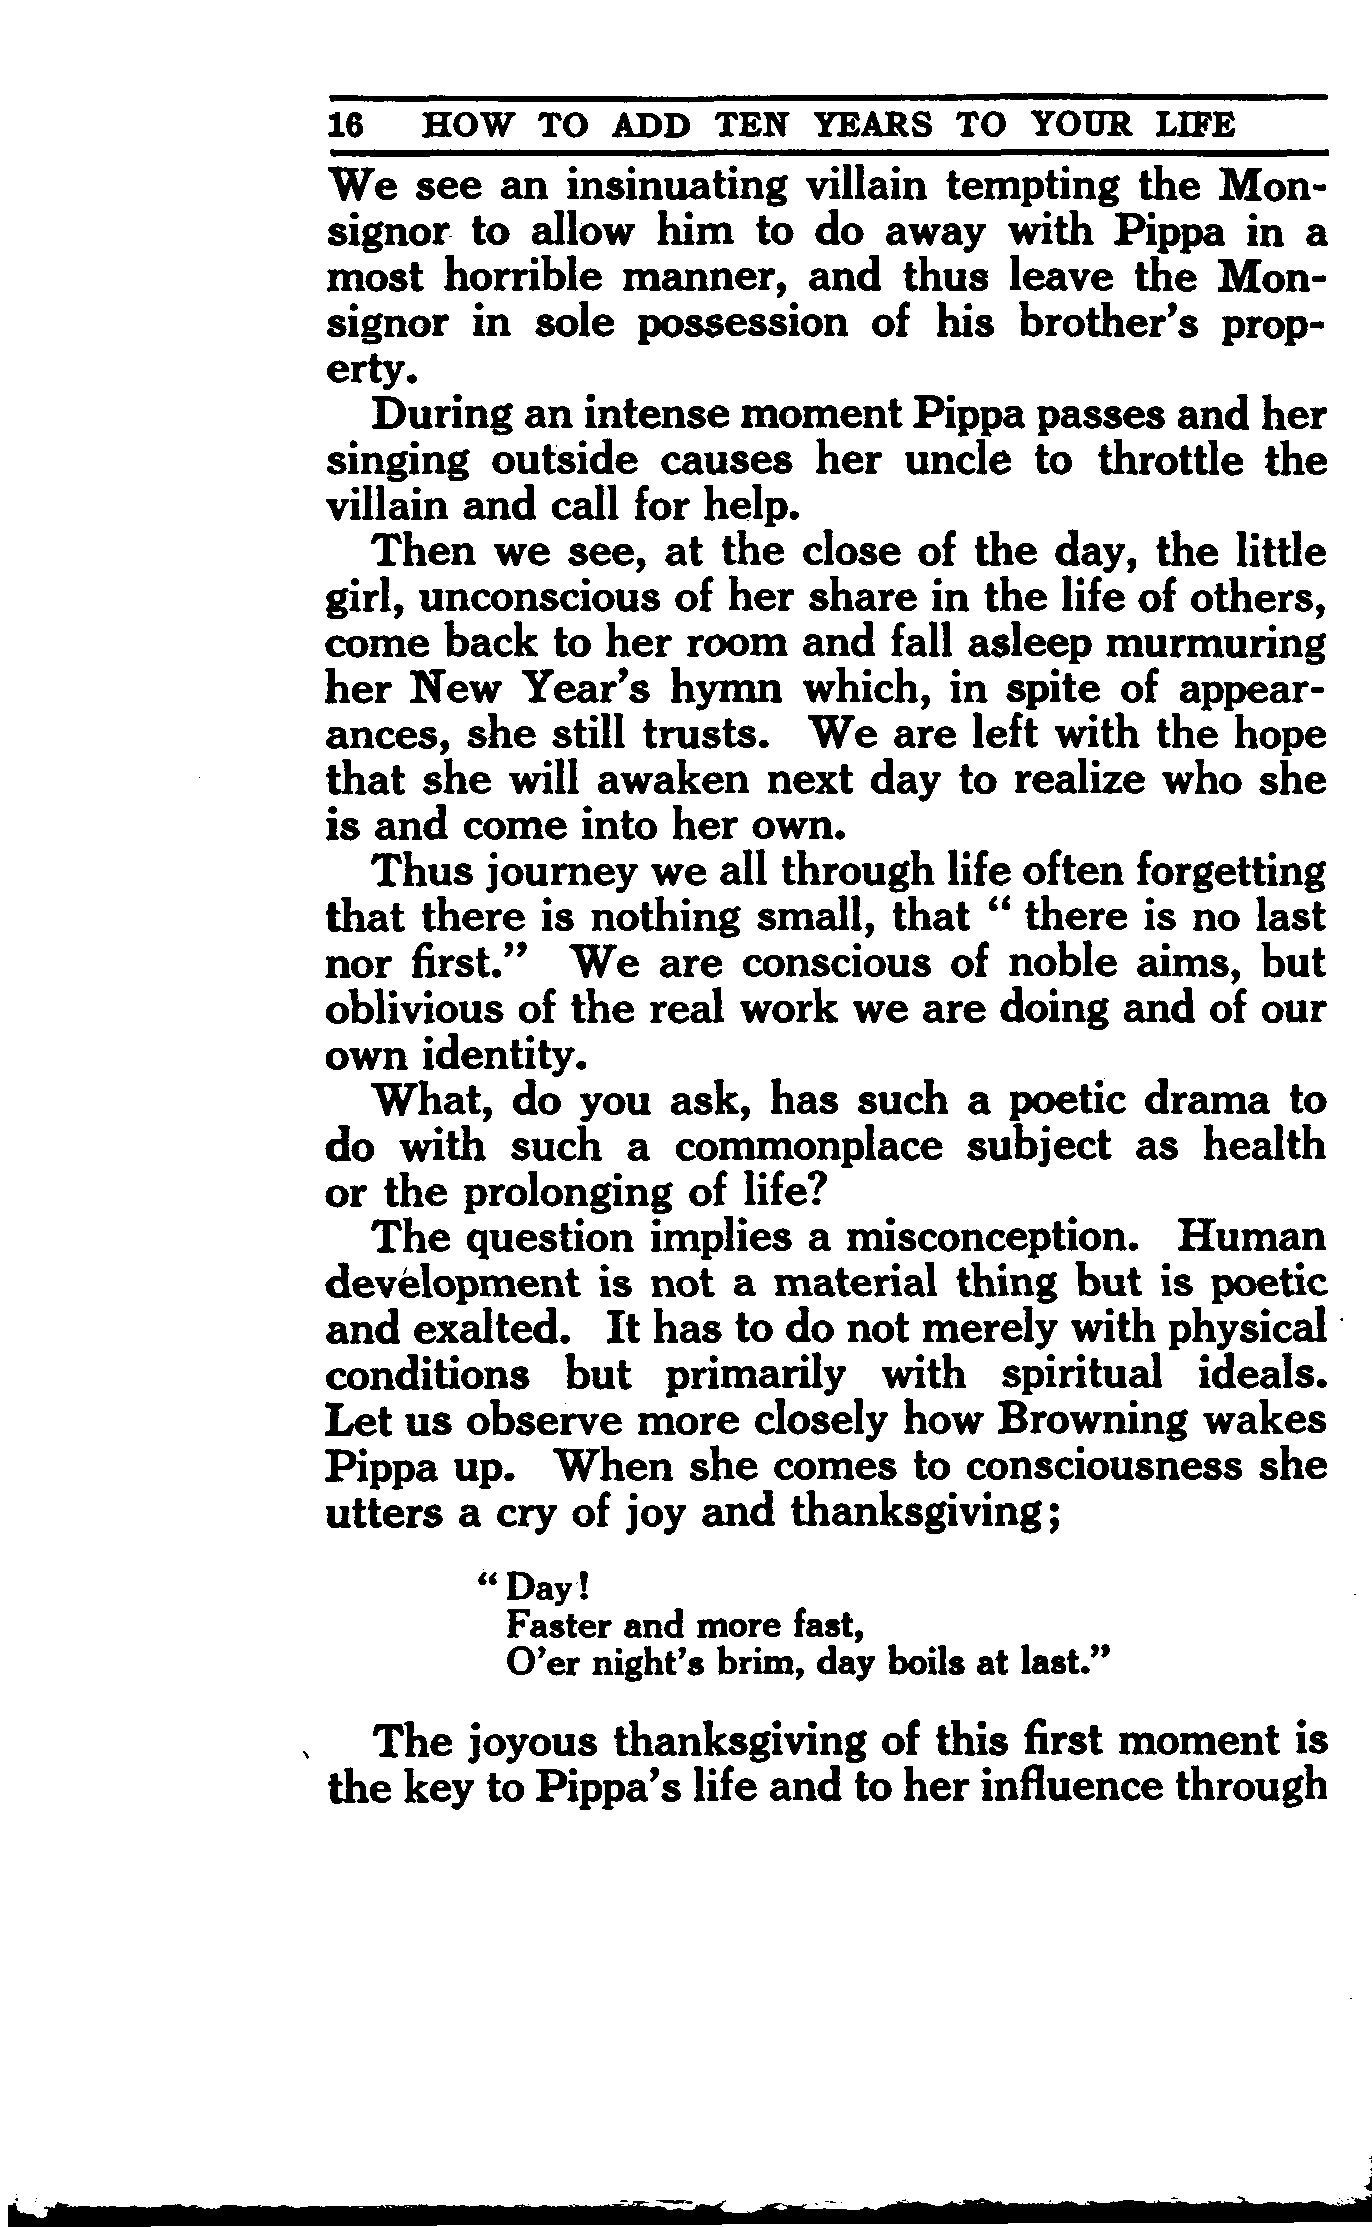 16 HOW TO ADD TEN YEARS TO YOUR LIFE
We see an insinuating villain tempting the Mon-
signor to allow him to do away with Pippa in a
most horrible manner, and thus leave the Mon-
signor in sole possession of his brother's prop-
erty.
During an intense moment Pippa passes and her
singing outside causes her uncle to throttle the
villain and call for help.
Then we see, at the close of the day, the little
girl, unconscious of her share in the life of others,
come back to her room and fall asleep murmuring
her New Year's hymn which, in spite of appear-
ances, she still trusts. We are left with the hope
that she will awaken next day to realize who she
is and come into her own.
Thus journey we all through life often forgetting
that there is nothing small, that "there is no last
nor first." We are conscious of noble aims, but
oblivious of the real work we are doing and of our
own identity.
What, do you ask, has such a poetic drama to
do with such a commonplace subject as health
or the prolonging of life?
The question implies a misconception. Human
development is not a material thing but is poetic
and exalted. It has to do not merely with physical
conditions but primarily with spiritual ideals.
Let us observe more closely how Browning wakes
Pippa up. When she comes to consciousness she
utters a cry of joy and thanksgiving;
"Day!
Faster and more fast,
O'er night's brim, day boils at last."
The joyous thanksgiving of this first moment is
the key to Pippa's life and to her influence through